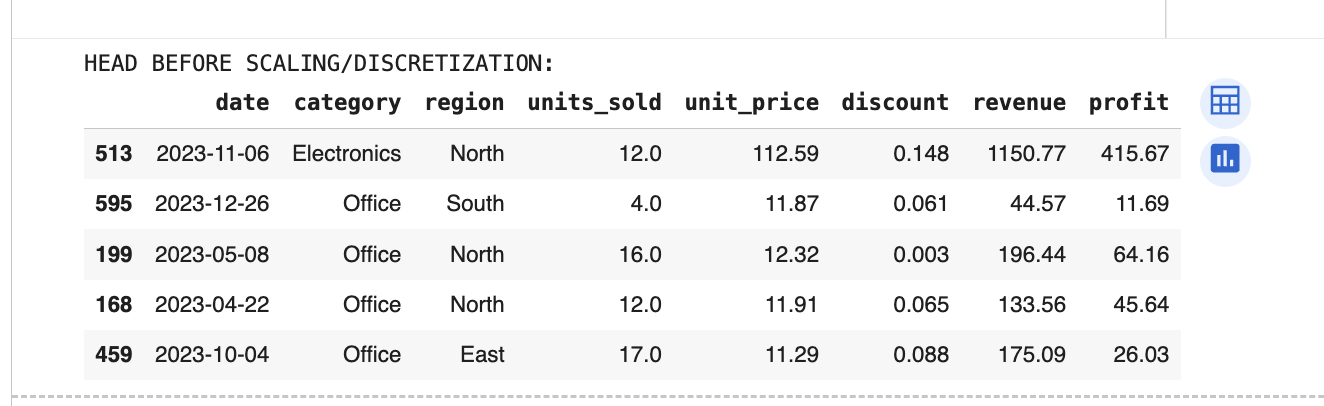 HEAD BEFORE SCALING/DISCRETIZATION:
date category region units_sold unit_price discount revenue profit
513 2023-11-06 Electronics North 12.0 112.59 0.148 1150.77 415.67
595 2023-12-26 Office South 4.0 11.87 0.061 44.57 11.69
199 2023-05-08 Office North 16.0 12.32 0.003 196.44 64.16
168 2023-04-22 Office North 12.0 11.91 0.065 133.56 45.64
459 2023-10-04 Office East 17.0 11.29 0.088 175.09 26.03